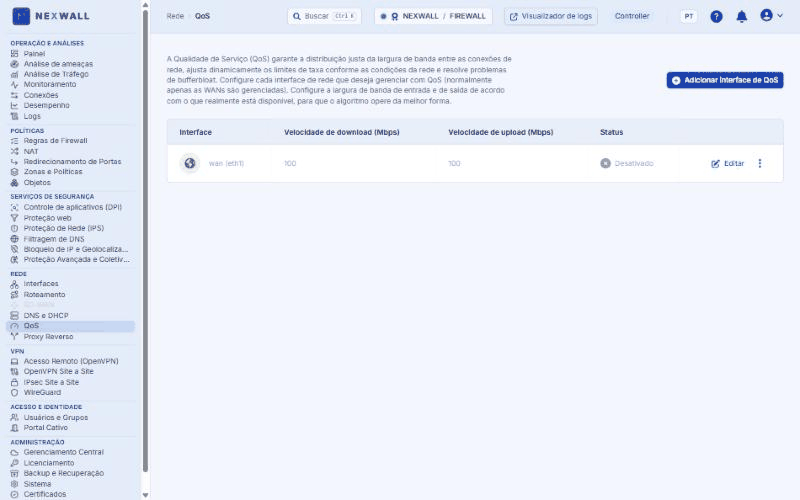 NEXWALL
Rede
QoS
Buscar
Ctrl K
NEXWALL / FIREWALL
Visualizador de logs
Controller
PT
OPERAÇÃO E ANÁLISES
Painel
Análise de ameaças
Análise de Tráfego
Monitoramento
Conexões
Desempenho
Logs
POLÍTICAS
Regras de Firewall
NAT
Redirecionamento de Portas
Zonas e Políticas
Objetos
SERVIÇOS DE SEGURANÇA
Controle de aplicativos (DPI)
Proteção web
Proteção de Rede (IPS)
Filtragem de DNS
Bloqueio de IP e Geolocaliza...
Proteção Avançada e Coletiv...
REDE
Interfaces
Roteamento
SD-WAN
DNS e DHCP
QoS
Proxy Reverso
VPN
Acesso Remoto (OpenVPN)
OpenVPN Site a Site
IPsec Site a Site
WireGuard
ACESSO E IDENTIDADE
Usuários e Grupos
Portal Cativo
ADMINISTRAÇÃO
Gerenciamento Central
Licenciamento
Backup e Recuperação
Sistema
Certificados
A Qualidade de Serviço (QoS) garante a distribuição justa da largura de banda entre as conexões de
rede, ajusta dinamicamente os limites de taxa conforme as condições da rede e resolve problemas
de bufferbloat. Configure cada interface de rede que deseja gerenciar com QoS (normalmente
apenas as WANs são gerenciadas). Configure a largura de banda de entrada e de saída de acordo
com o que realmente está disponível, para que o algoritmo opere da melhor forma.
Adicionar Interface de QoS
Interface
Velocidade de download (Mbps)
Velocidade de upload (Mbps)
Status
wan (eth1)
100
100
Desativado
Editar